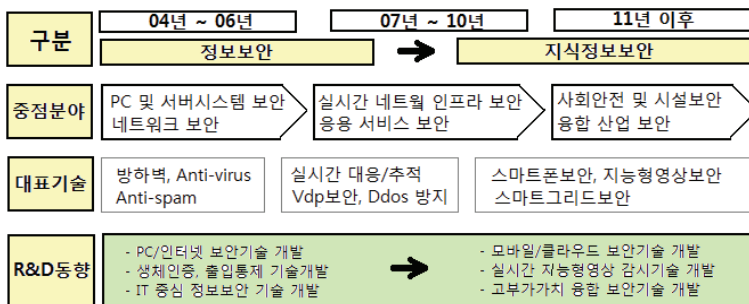 구분
04년 ~ 06년
07년 ~ 10년
11년 이후
정보보안
지식정보보안
중점분야
PC 및 서버시스템 보안
네트워크 보안
실시간 네트웤 인프라 보안
응용 서비스 보안
사회안전 및 시설보안
융합 산업 보안
대표기술
방하벽, Anti-virus
Anti-spam
실시간 대응/추적
Vdp보안, Ddos 방지
스마트폰보안, 지능형영상보안
스마트그리드보안
R&D동향
- PC/인터넷 보안기술 개발
- 생체인증, 출입통제 기술개발
- IT 중심 정보보안 기술 개발
- 모바일/클라우드 보안기술 개발
- 실시간 지능형영상 감시기술 개발
- 고부가가치 융합 보안기술 개발